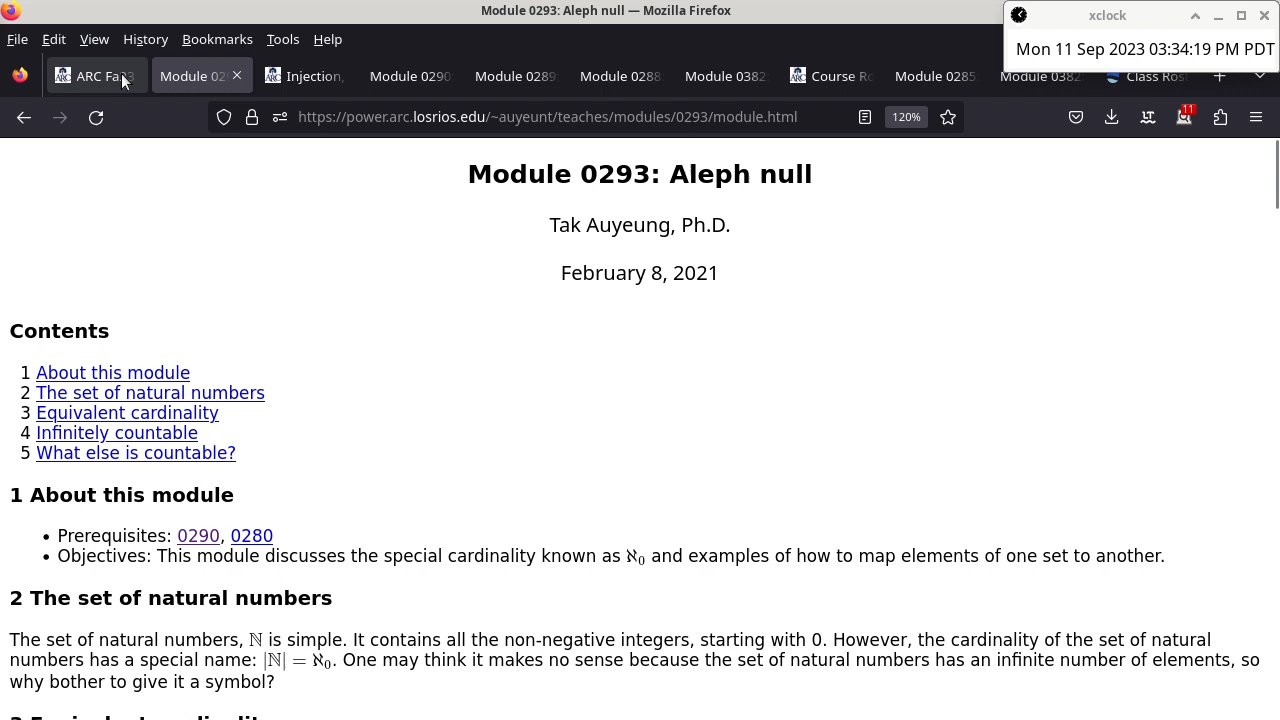 Module 0293: Aleph null — Mozilla Firefox
xclock
Mon 11 Sep 2023 03:34:19 PM PDT
File Edit View History Bookmarks Tools Help
ARC Fa23 Module 02 Injection, Module 0290 Module 0289 Module 0288 Module 0382 Course Ro Module 0285 Module 0382 Class Rost
https://power.arc.losrios.edu/~auyeunt/teaches/modules/0293/module.html 120% 11
Module 0293: Aleph null
Tak Auyeung, Ph.D.
February 8, 2021
Contents
1 About this module
2 The set of natural numbers
3 Equivalent cardinality
4 Infinitely countable
5 What else is countable?
1 About this module
• Prerequisites: 0290, 0280
• Objectives: This module discusses the special cardinality known as ℵ₀ and examples of how to map elements of one set to another.
2 The set of natural numbers
The set of natural numbers, ℕ is simple. It contains all the non-negative integers, starting with 0. However, the cardinality of the set of natural
numbers has a special name: |ℕ| = ℵ₀. One may think it makes no sense because the set of natural numbers has an infinite number of elements, so
why bother to give it a symbol?
3 Equivalent cardinality